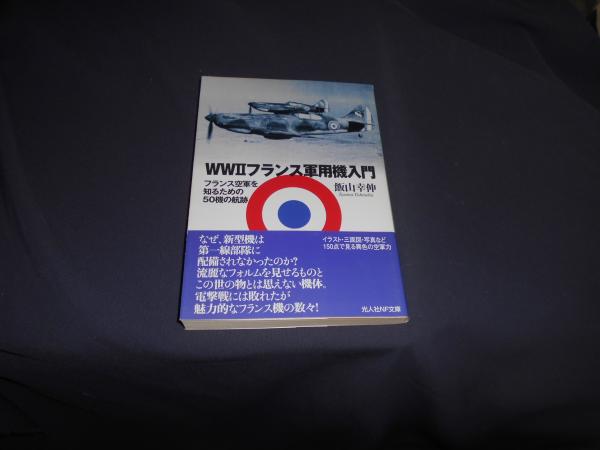 WWⅡフランス軍用機入門
フランス空軍を
知るための
50機の航跡
飯山幸伸
Iiyama Yukinobu
なぜ、新型機は
第一線部隊に
配備されなかったのか?
流麗なフォルムを見せるものと
この世の物とは思えない機体。
電撃戦には敗れたが
魅力的なフランス機の数々!
イラスト・三面図・写真など
150点で見る異色の空軍力
光人社NF文庫